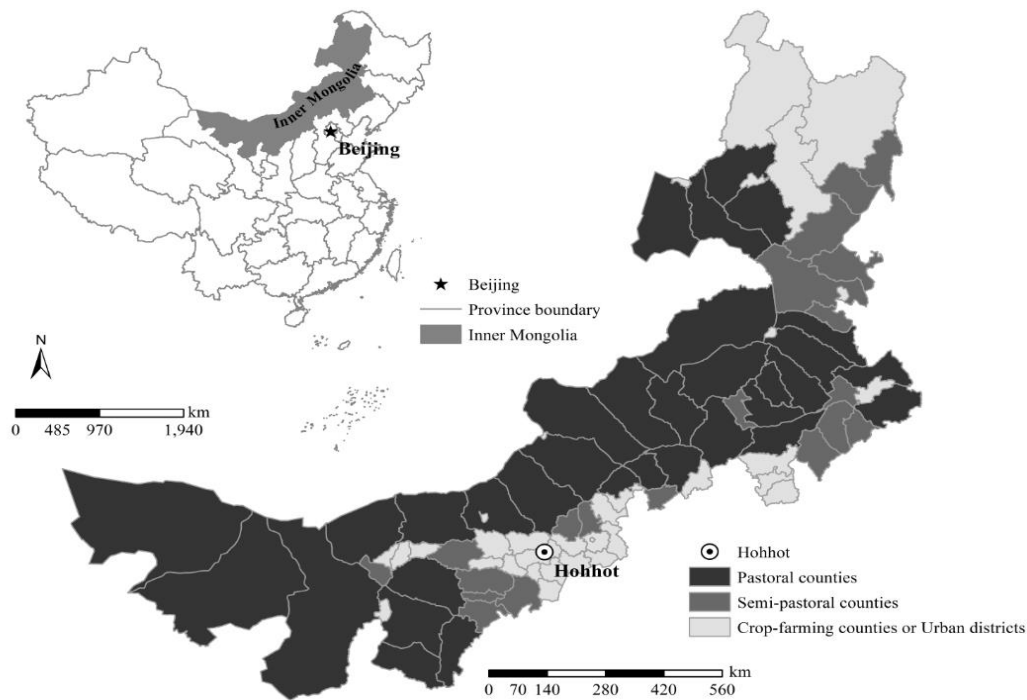 Inner Mongolia
Beijing
Beijing
Province boundary
Inner Mongolia
N
km
0 485 970 1,940
Hohhot
Hohhot
Pastoral counties
Semi-pastoral counties
Crop-farming counties or Urban districts
km
0 70 140 280 420 560